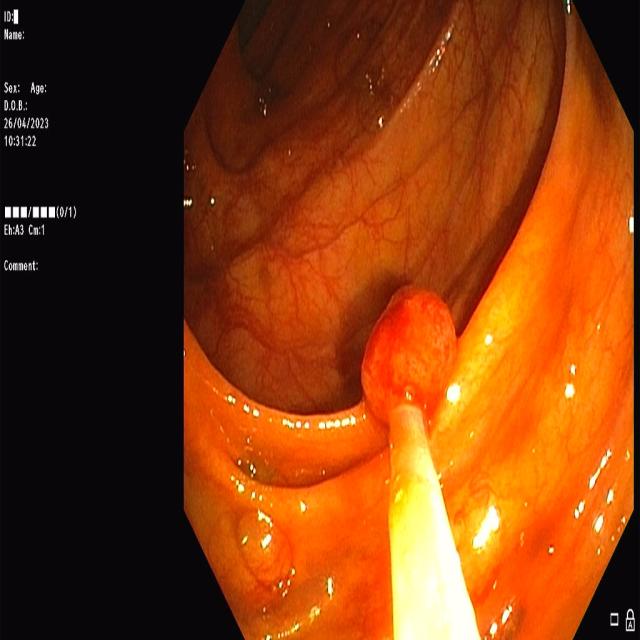 ID:
Name:
Sex: Age:
D.O.B.:
26/04/2023
10:31:22
■■■/■■■(0/1)
Eh:A3 Cm:1
Comment:
A